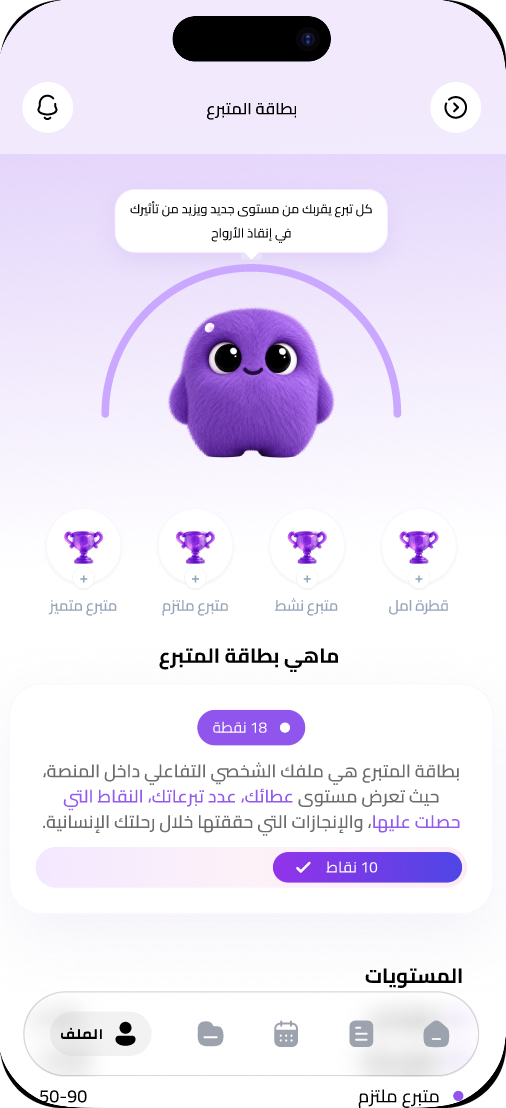 بطاقة المتبرع
كل تبرع يقربك من مستوى جديد ويزيد من تأثيرك
في إنقاذ الأرواح
قطرة امل
متبرع نشط
متبرع ملتزم
متبرع متميز
ماهي بطاقة المتبرع
18 نقطة
بطاقة المتبرع هي ملفك الشخصي التفاعلي داخل المنصة،
حيث تعرض مستوى عطائك، عدد تبرعاتك، النقاط التي
حصلت عليها، والإنجازات التي حققتها خلال رحلتك الإنسانية.
10 نقاط
المستويات
الملف
متبرع ملتزم
50-90